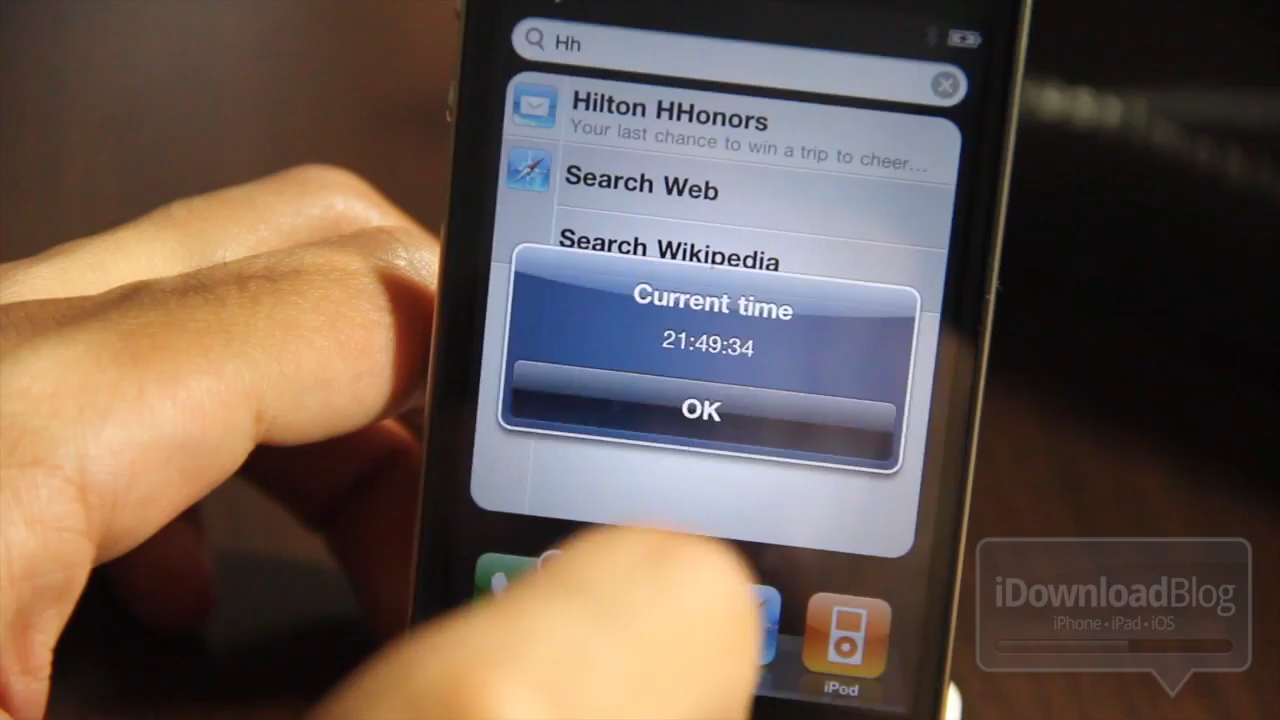 Hh
Hilton HHonors
Your last chance to win a trip to cheer...
Search Web
Search Wikipedia
Current time
21:49:34
OK
iPod
iDownloadBlog
iPhone • iPad • iOS